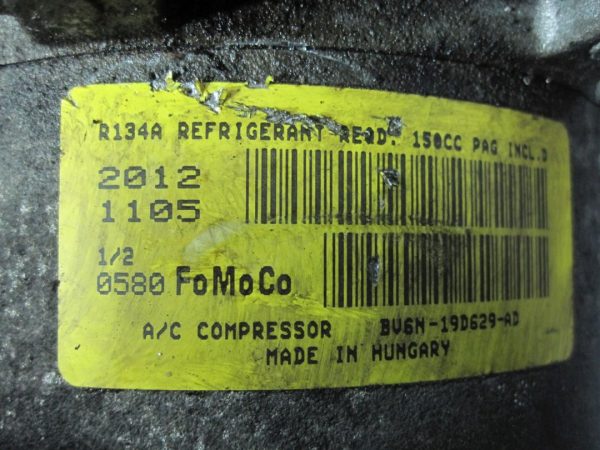 R134A REFRIGERANT REQD. 150CC PAG INCL.D
2012
1105
1/2
0580 FoMoCo
A/C COMPRESSOR BV6N-19D629-AD
MADE IN HUNGARY